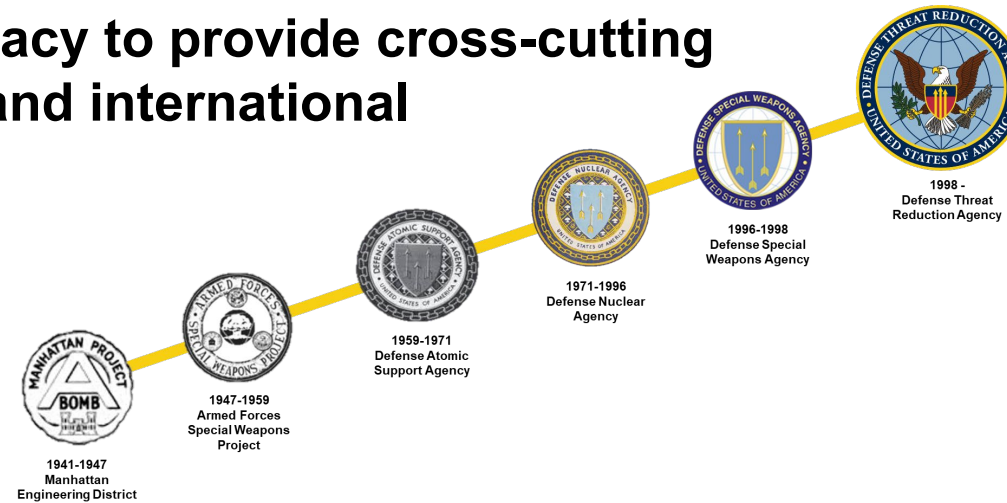 acy to provide cross-cutting
and international
DEFENSE THREAT REDUCTION
UNITED STATES OF AMERICA
1998 -
Defense Threat
Reduction Agency
DEFENSE SPECIAL WEAPONS AGENCY
UNITED STATES OF AMERICA
1996-1998
Defense Special
Weapons Agency
DEFENSE NUCLEAR AGENCY
UNITED STATES OF AMERICA
1971-1996
Defense Nuclear
Agency
DEFENSE ATOMIC SUPPORT AGENCY
UNITED STATES OF AMERICA
1959-1971
Defense Atomic
Support Agency
ARMED FORCES
SPECIAL WEAPONS PROJECT
1947-1959
Armed Forces
Special Weapons
Project
MANHATTAN PROJECT
A
BOMB
1941-1947
Manhattan
Engineering District